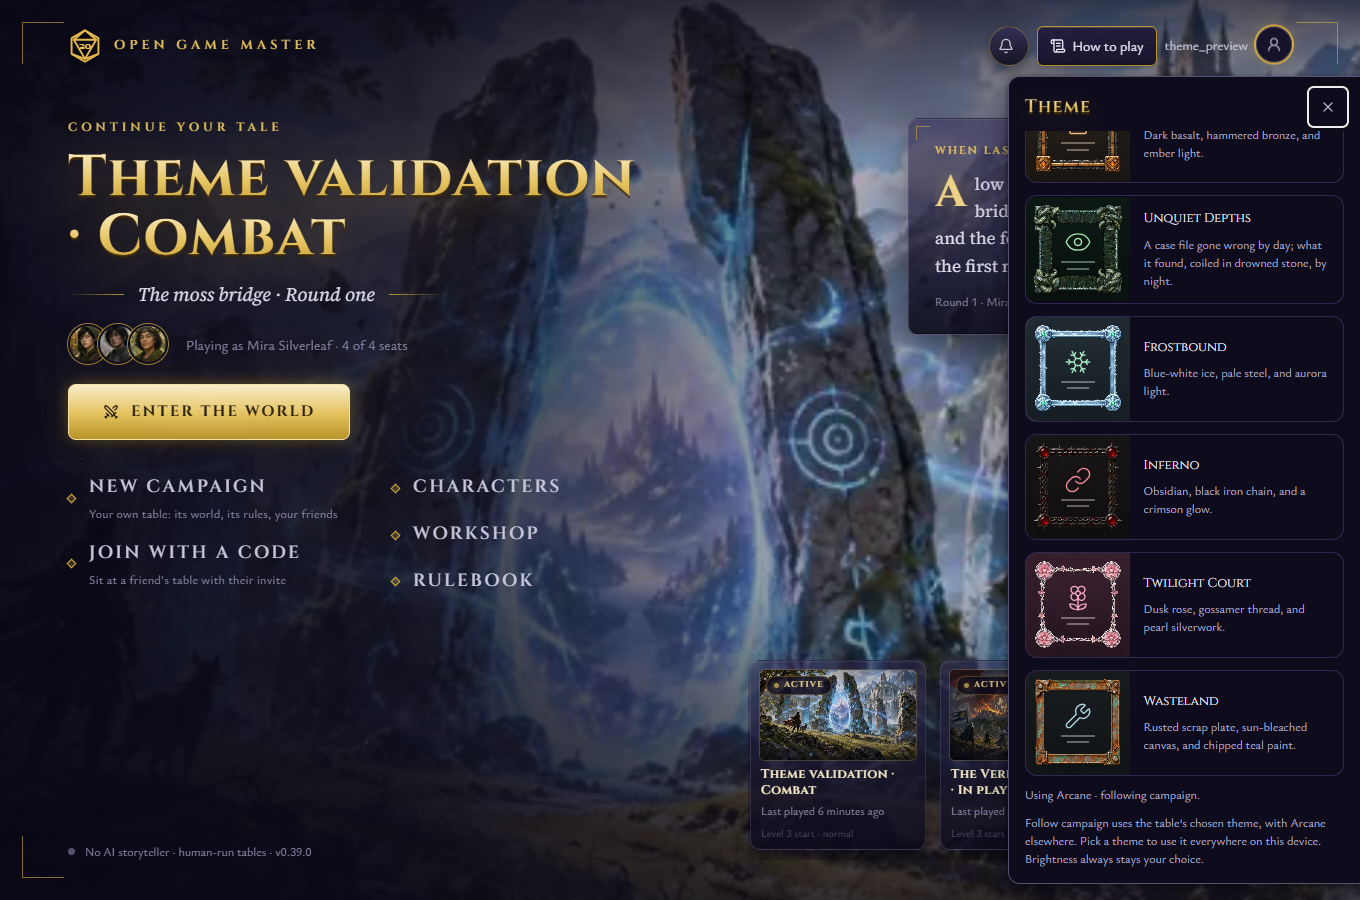 20
OPEN GAME MASTER
How to play
theme_preview
CONTINUE YOUR TALE
THEME VALIDATION
· COMBAT
The moss bridge · Round one
Playing as Mira Silverleaf · 4 of 4 seats
ENTER THE WORLD
NEW CAMPAIGN
Your own table: its world, its rules, your friends
JOIN WITH A CODE
Sit at a friend's table with their invite
CHARACTERS
WORKSHOP
RULEBOOK
WHEN LAS
A low
brid
and the f
the first r
Round 1 · Mira
ACTIVE
THEME VALIDATION ·
COMBAT
Last played 6 minutes ago
Level 3 start · normal
ACTIV
THE VER
· IN PLAY
Last played
Level 3 start
No AI storyteller · human-run tables · v0.39.0
THEME
Dark basalt, hammered bronze, and
ember light.
UNQUIET DEPTHS
A case file gone wrong by day; what
it found, coiled in drowned stone, by
night.
FROSTBOUND
Blue-white ice, pale steel, and aurora
light.
INFERNO
Obsidian, black iron chain, and a
crimson glow.
TWILIGHT COURT
Dusk rose, gossamer thread, and
pearl silverwork.
WASTELAND
Rusted scrap plate, sun-bleached
canvas, and chipped teal paint.
Using Arcane · following campaign.
Follow campaign uses the table's chosen theme, with Arcane
elsewhere. Pick a theme to use it everywhere on this device.
Brightness always stays your choice.